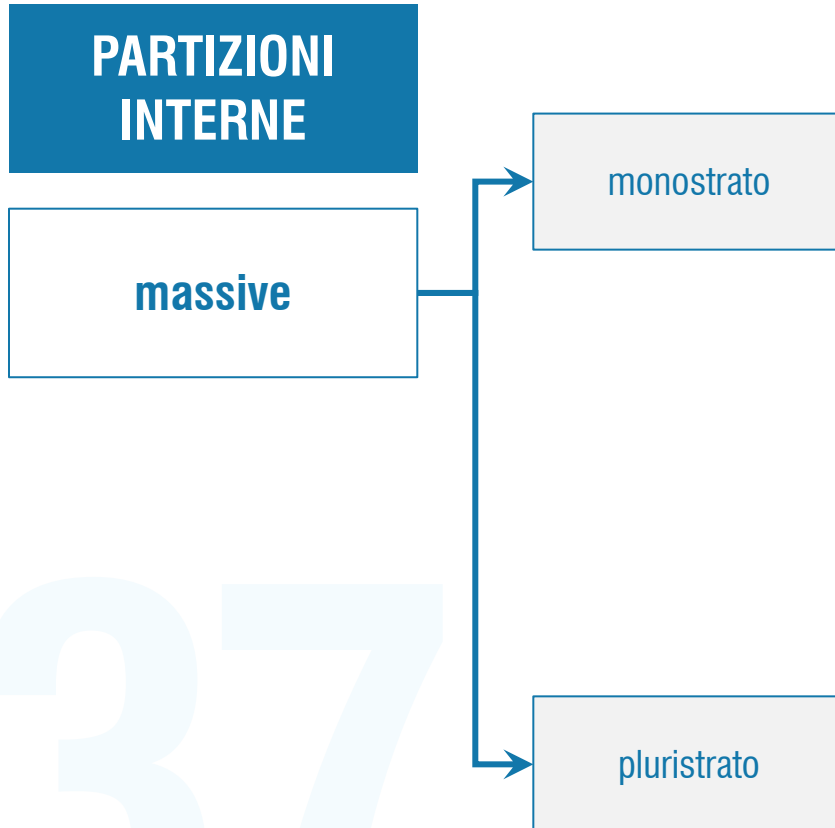 PARTIZIONI
INTERNE
massive
monostrato
pluristrato
37